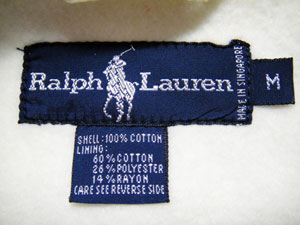 Ralph Lauren
MADE IN SINGAPORE
M
SHELL: 100% COTTON
LINING:
60% COTTON
26% POLYESTER
14% RAYON
CARE SEE REVERSE SIDE